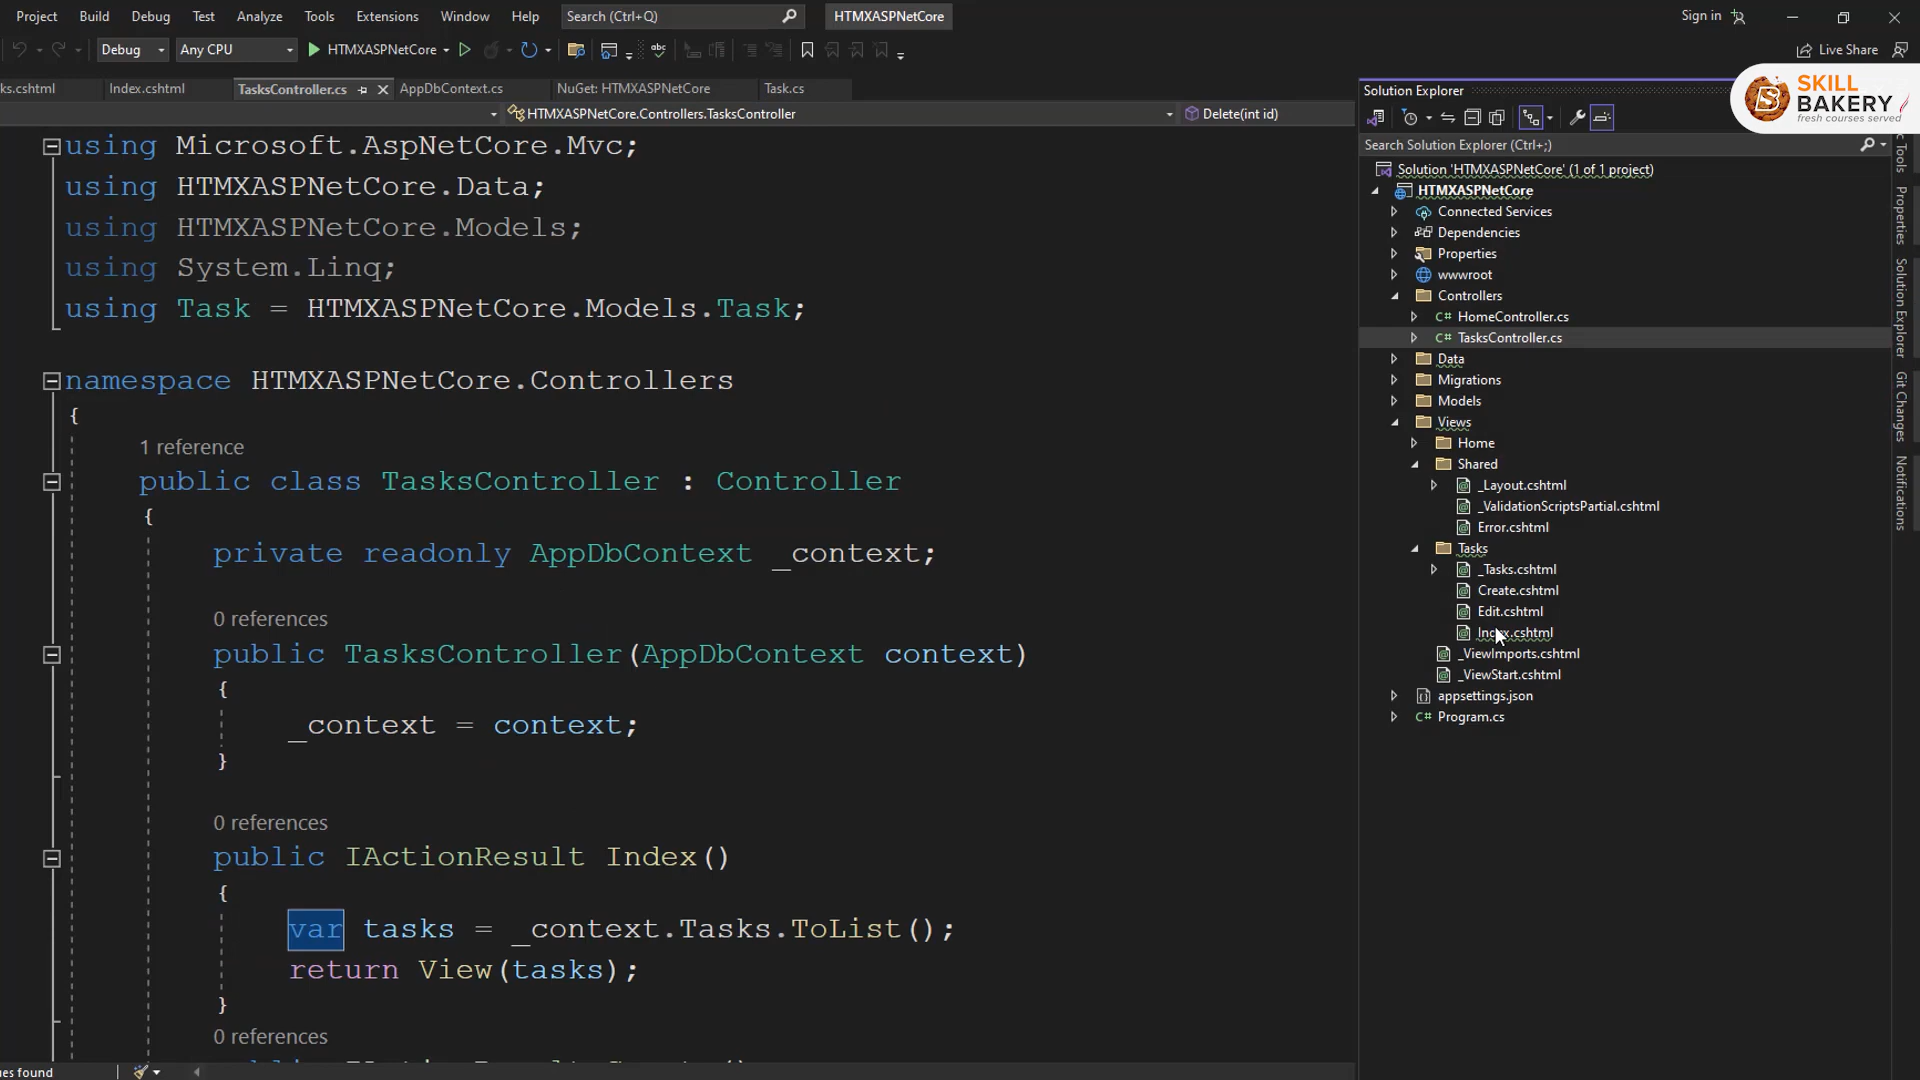 Project Build Debug Test Analyze Tools Extensions Window Help Search (Ctrl+Q) HTMXASPNetCore Sign in
Debug Any CPU HTMXASPNetCore Live Share
ks.cshtml Index.cshtml TasksController.cs AppDbContext.cs NuGet: HTMXASPNetCore Task.cs
HTMXASPNetCore.Controllers.TasksController Delete(int id)
using Microsoft.AspNetCore.Mvc;
using HTMXASPNetCore.Data;
using HTMXASPNetCore.Models;
using System.Linq;
using Task = HTMXASPNetCore.Models.Task;
namespace HTMXASPNetCore.Controllers
{
1 reference
public class TasksController : Controller
{
private readonly AppDbContext _context;
0 references
public TasksController(AppDbContext context)
{
_context = context;
}
0 references
public IActionResult Index()
{
var tasks = _context.Tasks.ToList();
return View(tasks);
}
0 references
ues found
Solution Explorer
SKILL
BAKERY
fresh courses served
Search Solution Explorer (Ctrl+;)
Solution 'HTMXASPNetCore' (1 of 1 project)
HTMXASPNetCore
Connected Services
Dependencies
Properties
wwwroot
Controllers
C# HomeController.cs
C# TasksController.cs
Data
Migrations
Models
Views
Home
Shared
_Layout.cshtml
_ValidationScriptsPartial.cshtml
Error.cshtml
Tasks
_Tasks.cshtml
Create.cshtml
Edit.cshtml
Index.cshtml
_ViewImports.cshtml
_ViewStart.cshtml
appsettings.json
C# Program.cs
c Tools
Properties
Solution Explorer
Git Changes
Notifications